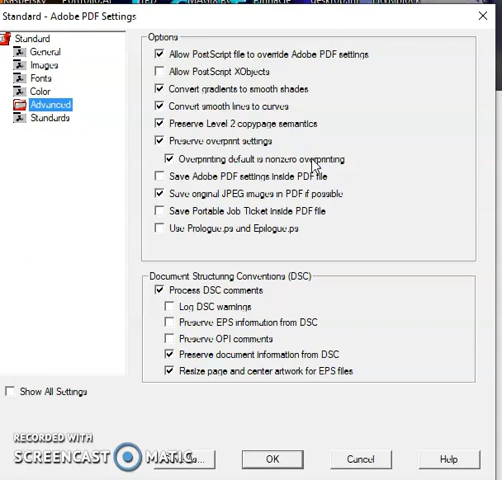 Standard - Adobe PDF Settings
Standard
General
Images
Fonts
Color
Advanced
Standards
Options
Allow PostScript file to override Adobe PDF settings
Allow PostScript XObjects
Convert gradients to smooth shades
Convert smooth lines to curves
Preserve Level 2 copypage semantics
Preserve overprint settings
Overprinting default is nonzero overprinting
Save Adobe PDF settings inside PDF file
Save original JPEG images in PDF if possible
Save Portable Job Ticket inside PDF file
Use Prologue.ps and Epilogue.ps
Document Structuring Conventions (DSC)
Process DSC comments
Log DSC warnings
Preserve EPS information from DSC
Preserve OPI comments
Preserve document information from DSC
Resize page and center artwork for EPS files
Show All Settings
RECORDED WITH
SCREENCAST MATIC
OK
Cancel
Help